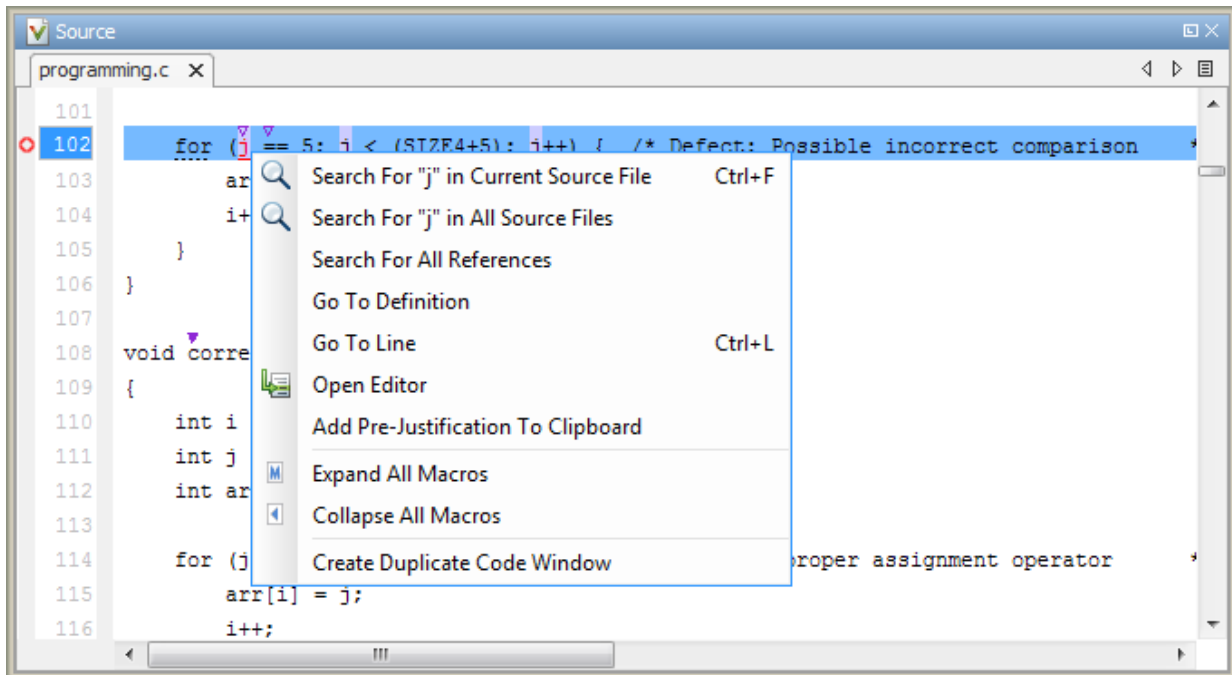 Source
programming.c
101
102 for (j == 5; j < (SIZE4+5); j++) { /* Defect: Possible incorrect comparison *
103 ar
104 i+
105 }
106 }
107
108 void corre
109 {
110 int i
111 int j
112 int ar
113
114 for (j proper assignment operator *
115 arr[i] = j;
116 i++;
Search For "j" in Current Source File Ctrl+F
Search For "j" in All Source Files
Search For All References
Go To Definition
Go To Line Ctrl+L
Open Editor
Add Pre-Justification To Clipboard
M Expand All Macros
Collapse All Macros
Create Duplicate Code Window